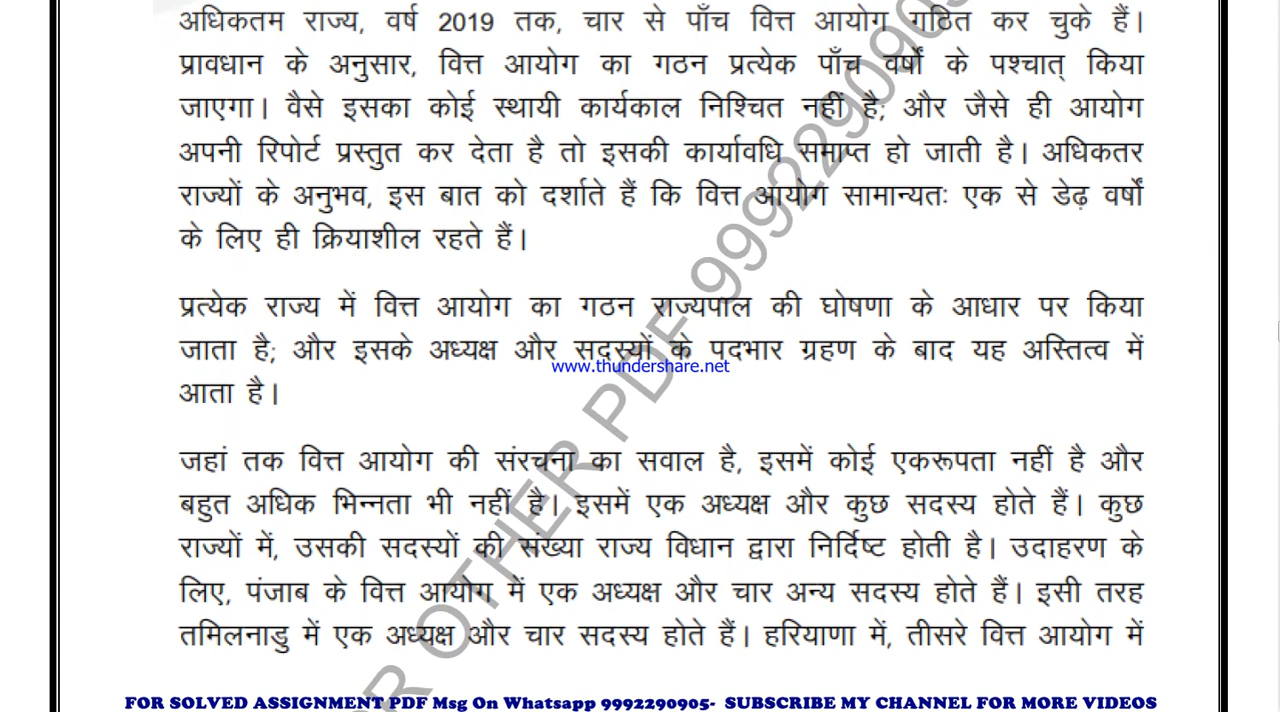 अधिकतम राज्य, वर्ष 2019 तक, चार से पाँच वित्त आयोग गठित कर चुके हैं।
प्रावधान के अनुसार, वित्त आयोग का गठन प्रत्येक पाँच वर्षों के पश्चात् किया
जाएगा। वैसे इसका कोई स्थायी कार्यकाल निश्चित नहीं है; और जैसे ही आयोग
अपनी रिपोर्ट प्रस्तुत कर देता है तो इसकी कार्यावधि समाप्त हो जाती है। अधिकतर
राज्यों के अनुभव, इस बात को दर्शाते हैं कि वित्त आयोग सामान्यतः एक से डेढ़ वर्षों
के लिए ही क्रियाशील रहते हैं।
प्रत्येक राज्य में वित्त आयोग का गठन राज्यपाल की घोषणा के आधार पर किया
जाता है; और इसके अध्यक्ष और सदस्यों के पदभार ग्रहण के बाद यह अस्तित्व में
www.thundershare.net
आता है।
जहां तक वित्त आयोग की संरचना का सवाल है, इसमें कोई एकरूपता नहीं है और
बहुत अधिक भिन्नता भी नहीं है। इसमें एक अध्यक्ष और कुछ सदस्य होते हैं। कुछ
राज्यों में, उसकी सदस्यों की संख्या राज्य विधान द्वारा निर्दिष्ट होती है। उदाहरण के
लिए, पंजाब के वित्त आयोग में एक अध्यक्ष और चार अन्य सदस्य होते हैं। इसी तरह
तमिलनाडु में एक अध्यक्ष और चार सदस्य होते हैं। हरियाणा में, तीसरे वित्त आयोग में
OTHER PDF 999229090
FOR SOLVED ASSIGNMENT PDF Msg On Whatsapp 9992290905- SUBSCRIBE MY CHANNEL FOR MORE VIDEOS